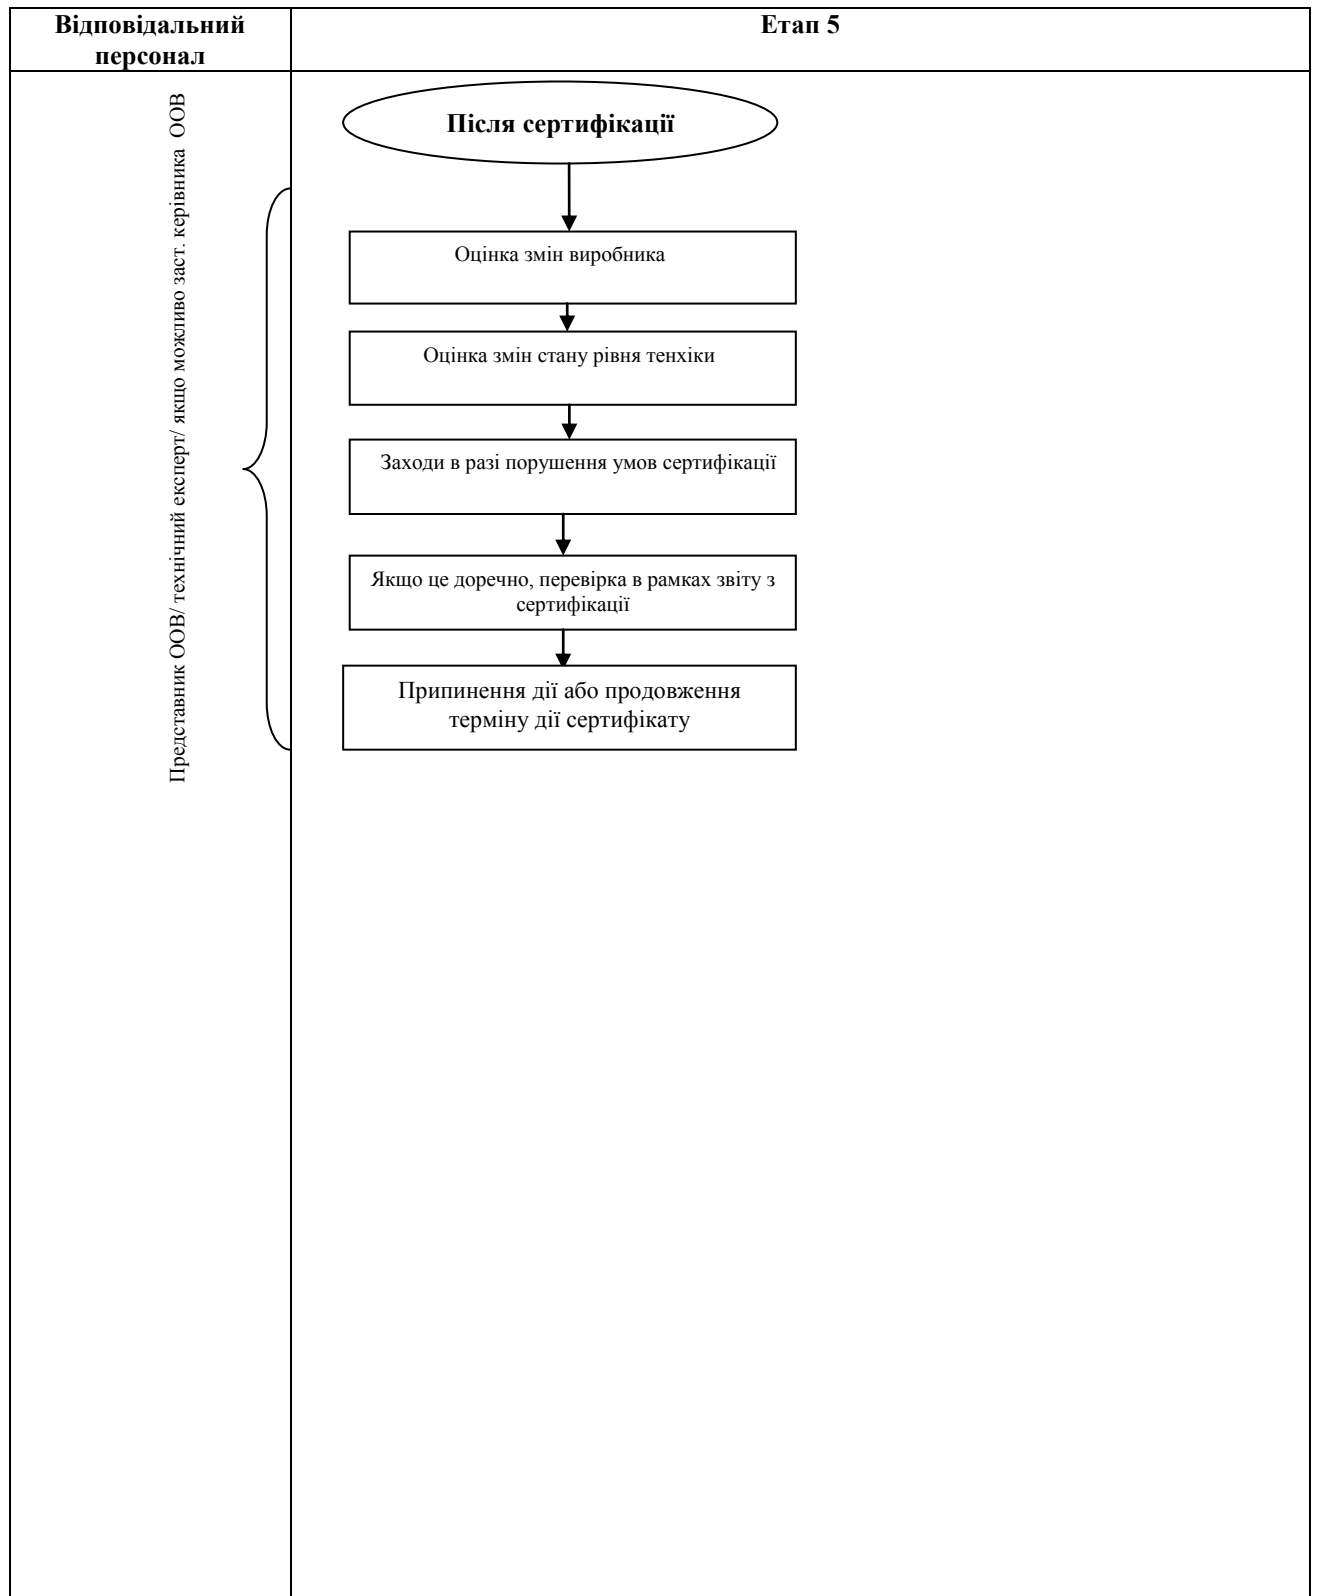 Відповідальний
персонал
Етап 5
Представник ООВ/ технічний експерт/ якщо можливо заст. керівника ООВ
Після сертифікації
Оцінка змін виробника
Оцінка змін стану рівня тенхіки
Заходи в разі порушення умов сертифікації
Якщо це доречно, перевірка в рамках звіту з
сертифікації
Припинення дії або продовження
терміну дії сертифікату